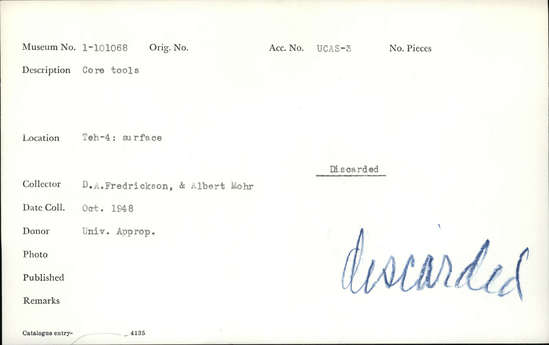 Museum No. 1-101068 Orig. No. Acc. No. UCAS-3 No. Pieces
Description Core tools
Location Teh-4: surface
Discarded
Collector D.A.Fredrickson, & Albert Mohr
Date Coll. Oct. 1948
Donor Univ. Approp.
discarded
Photo
Published
Remarks
Catalogue entry- 4135